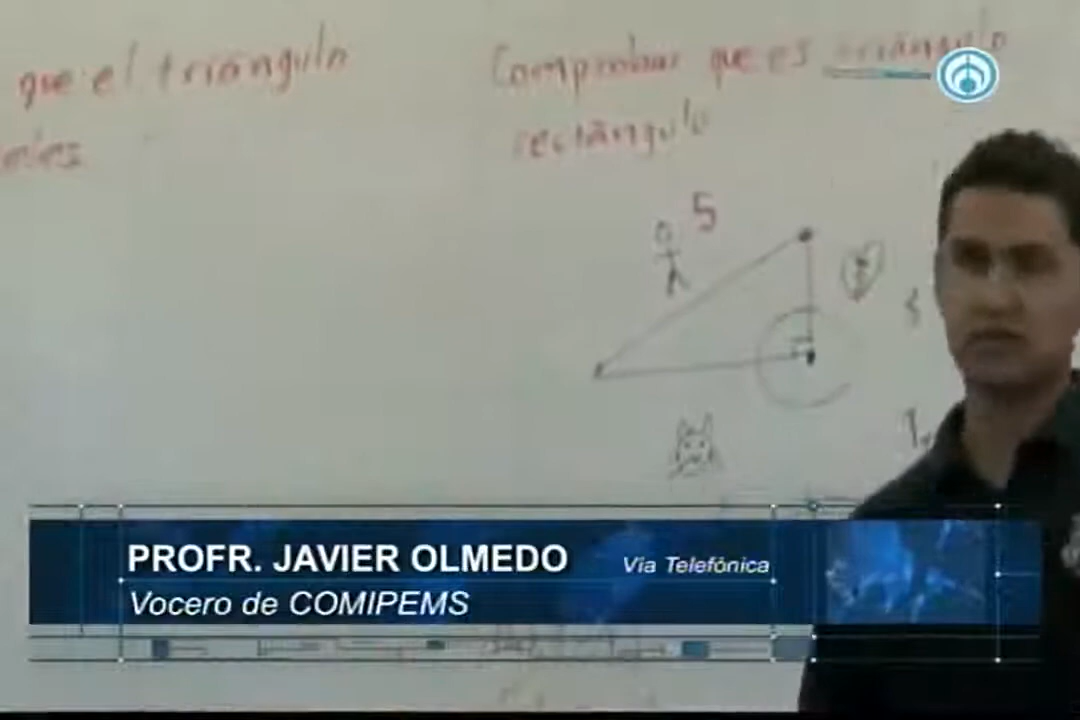 que el triángulo
Comprobar que es triángulo
rectángulo
5
PROFR. JAVIER OLMEDO
Vía Telefónica
Vocero de COMIPEMS